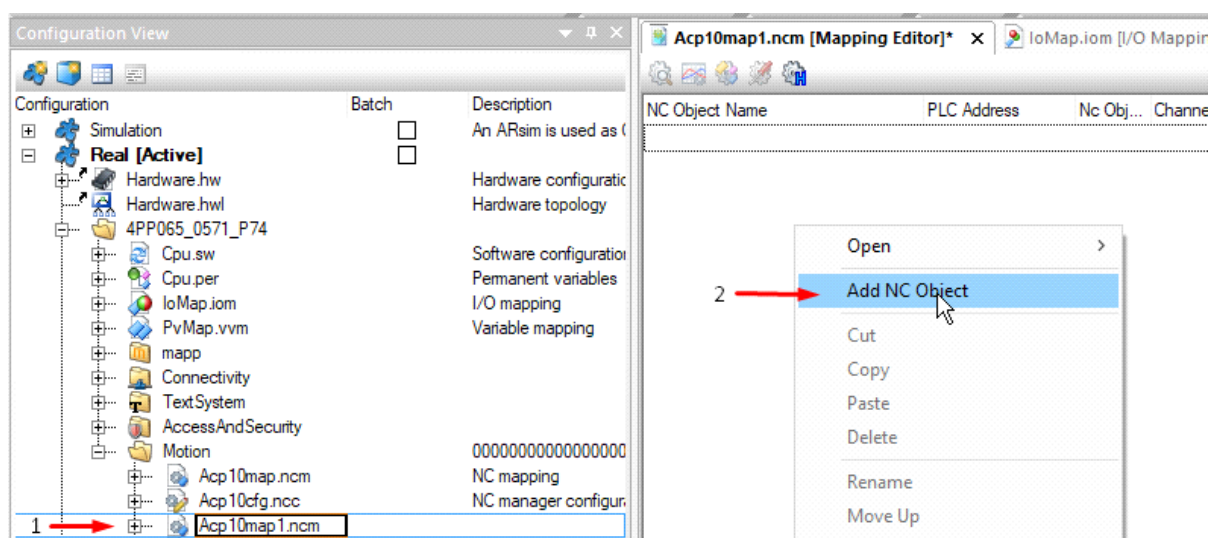 Configuration View
Configuration Batch Description
Simulation An ARsim is used as (
Real [Active]
Hardware.hw Hardware configuratic
Hardware.hwl Hardware topology
4PP065_0571_P74
Cpu.sw Software configuration
Cpu.per Permanent variables
IoMap.iom I/O mapping
PvMap.vvm Variable mapping
mapp
Connectivity
TextSystem
AccessAndSecurity
Motion 00000000000000000
Acp10map.ncm NC mapping
Acp10cfg.ncc NC manager configura
1 Acp10map1.ncm
Acp10map1.ncm [Mapping Editor]* IoMap.iom [I/O Mappin
NC Object Name PLC Address Nc Obj... Channe
Open
2 Add NC Object
Cut
Copy
Paste
Delete
Rename
Move Up